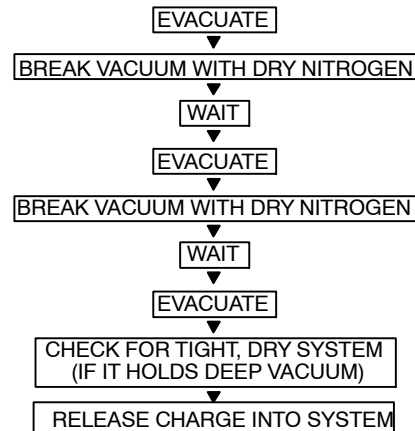 EVACUATE
BREAK VACUUM WITH DRY NITROGEN
WAIT
EVACUATE
BREAK VACUUM WITH DRY NITROGEN
WAIT
EVACUATE
CHECK FOR TIGHT, DRY SYSTEM
(IF IT HOLDS DEEP VACUUM)
RELEASE CHARGE INTO SYSTEM